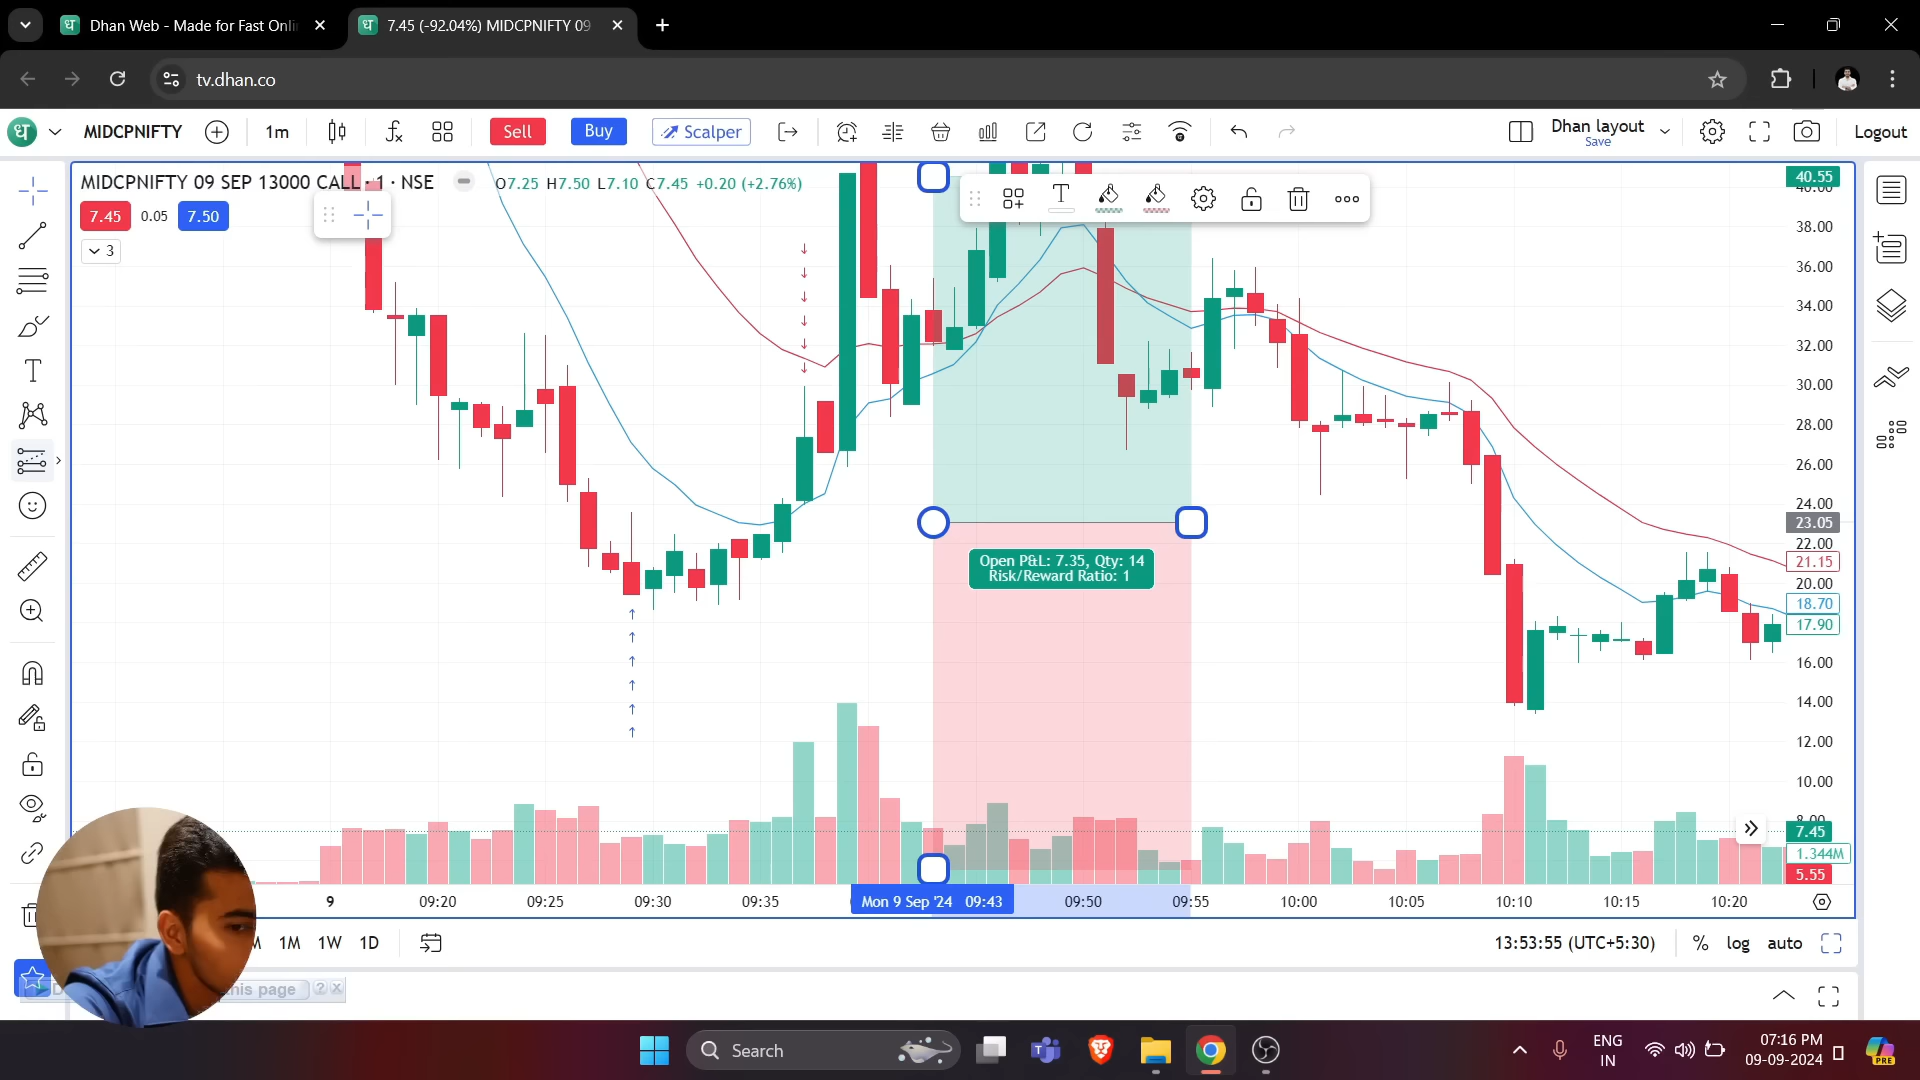 Dhan Web - Made for Fast Onli
7.45 (-92.04%) MIDCPNIFTY 09
tv.dhan.co
ध MIDCPNIFTY 1m Sell Buy Scalper Dhan layout Save Logout
MIDCPNIFTY 09 SEP 13000 CALL · 1 · NSE O7.25 H7.50 L7.10 C7.45 +0.20 (+2.76%)
7.45 0.05 7.50
3
40.55
38.00
36.00
34.00
32.00
30.00
28.00
26.00
24.00
23.05
22.00
21.15
20.00
18.70
17.90
16.00
14.00
12.00
10.00
8.00
7.45
1.344M
5.55
Open P&L: 7.35, Qty: 14
Risk/Reward Ratio: 1
9 09:20 09:25 09:30 09:35 Mon 9 Sep '24 09:43 09:50 09:55 10:00 10:05 10:10 10:15 10:20
1M 1W 1D 13:53:55 (UTC+5:30) % log auto
this page
Search
ENG
IN
07:16 PM
09-09-2024
PRE